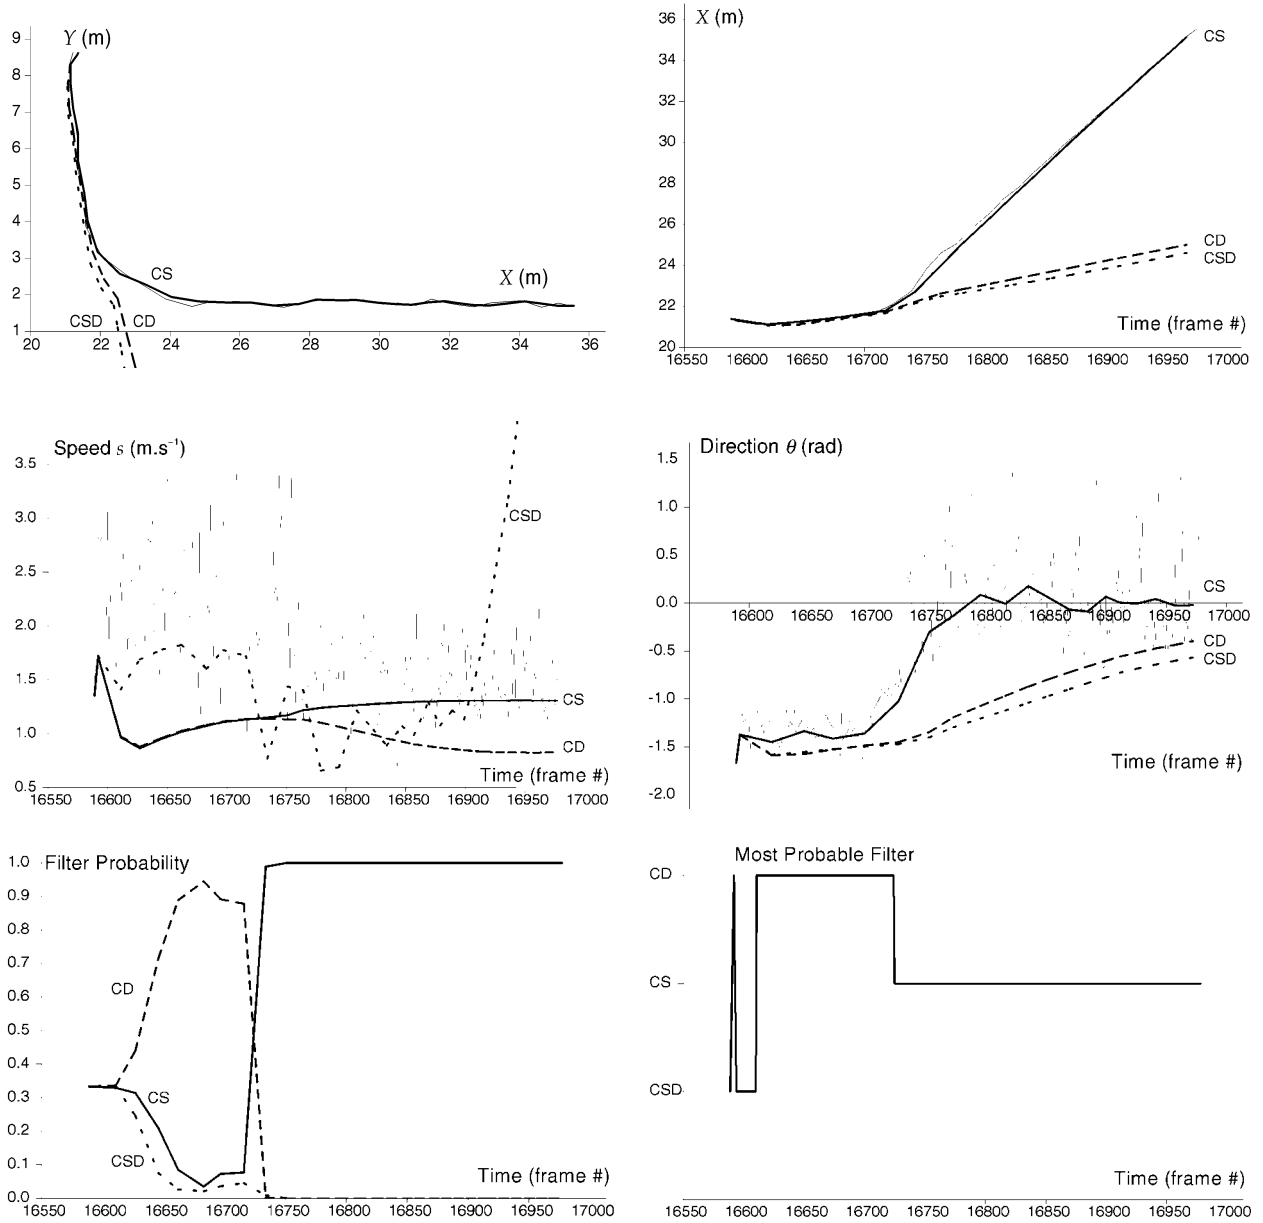 Y (m)
9
8
7
6
5
4
3
2
1
CS
X (m)
CSD
CD
20 22 24 26 28 30 32 34 36
X (m)
36
34
32
30
28
26
24
22
20
CS
CD
CSD
Time (frame #)
16550 16600 16650 16700 16750 16800 16850 16900 16950 17000
Speed s (m.s⁻¹)
3.5
3.0
2.5
2.0
1.5
1.0
0.5
CSD
CS
CD
Time (frame #)
16550 16600 16650 16700 16750 16800 16850 16900 16950 17000
Direction θ (rad)
1.5
1.0
0.5
0.0
-0.5
-1.0
-1.5
-2.0
CS
16600 16650 16700 16750 16800 16850 16900 16950 17000
CD
CSD
Time (frame #)
Filter Probability
1.0
0.9
0.8
0.7
0.6
0.5
0.4
0.3
0.2
0.1
0.0
CD
CS
CSD
Time (frame #)
16550 16600 16650 16700 16750 16800 16850 16900 16950 17000
Most Probable Filter
CD
CS
CSD
Time (frame #)
16550 16600 16650 16700 16750 16800 16850 16900 16950 17000